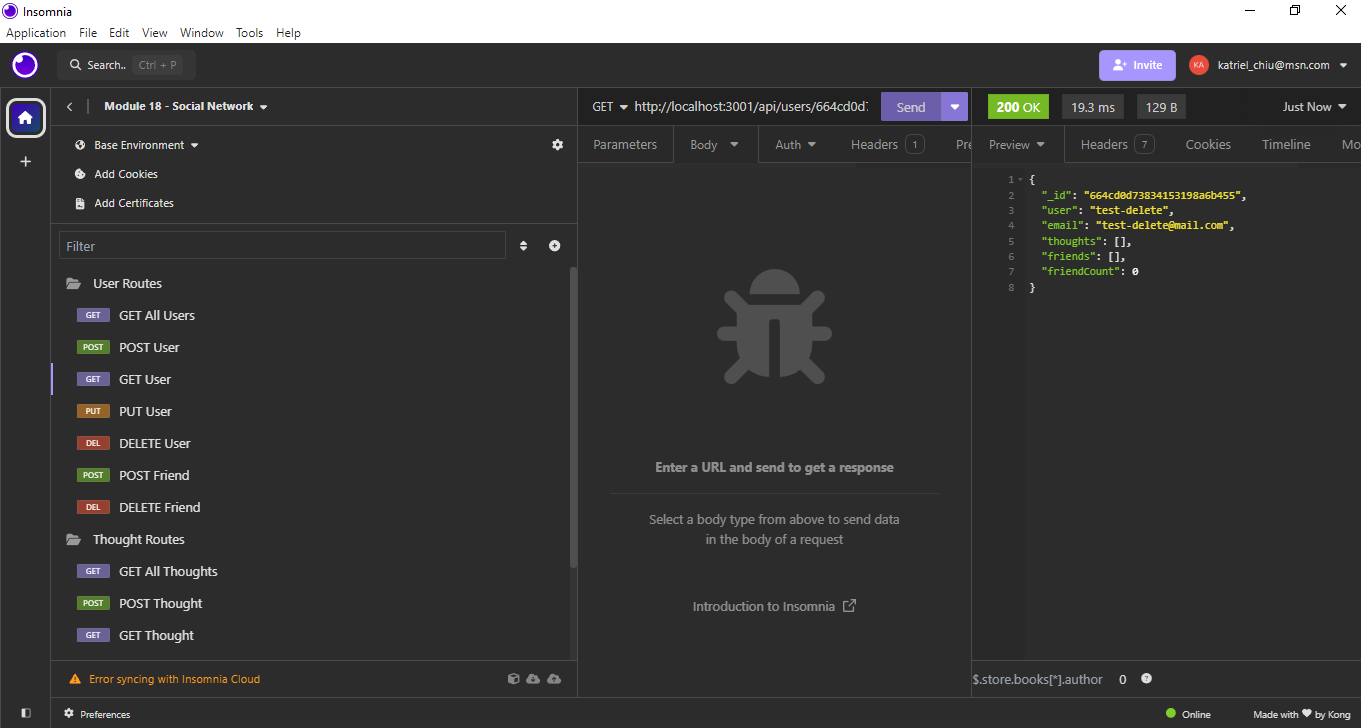 Insomnia
Application File Edit View Window Tools Help
Search.. Ctrl + P
Invite
KA katriel_chiu@msn.com
Module 18 - Social Network
Base Environment
Add Cookies
Add Certificates
Filter
User Routes
GET GET All Users
POST POST User
GET GET User
PUT PUT User
DEL DELETE User
POST POST Friend
DEL DELETE Friend
Thought Routes
GET GET All Thoughts
POST POST Thought
GET GET Thought
Error syncing with Insomnia Cloud
Preferences
GET http://localhost:3001/api/users/664cd0d7 Send
Parameters Body Auth Headers 1 Pre
Enter a URL and send to get a response
Select a body type from above to send data
in the body of a request
Introduction to Insomnia
200 OK 19.3 ms 129 B Just Now
Preview Headers 7 Cookies Timeline Mo
1 {
2 "_id": "664cd0d73834153198a6b455",
3 "user": "test-delete",
4 "email": "test-delete@mail.com",
5 "thoughts": [],
6 "friends": [],
7 "friendCount": 0
8 }
$.store.books[*].author 0 ?
Online Made with ♥ by Kong